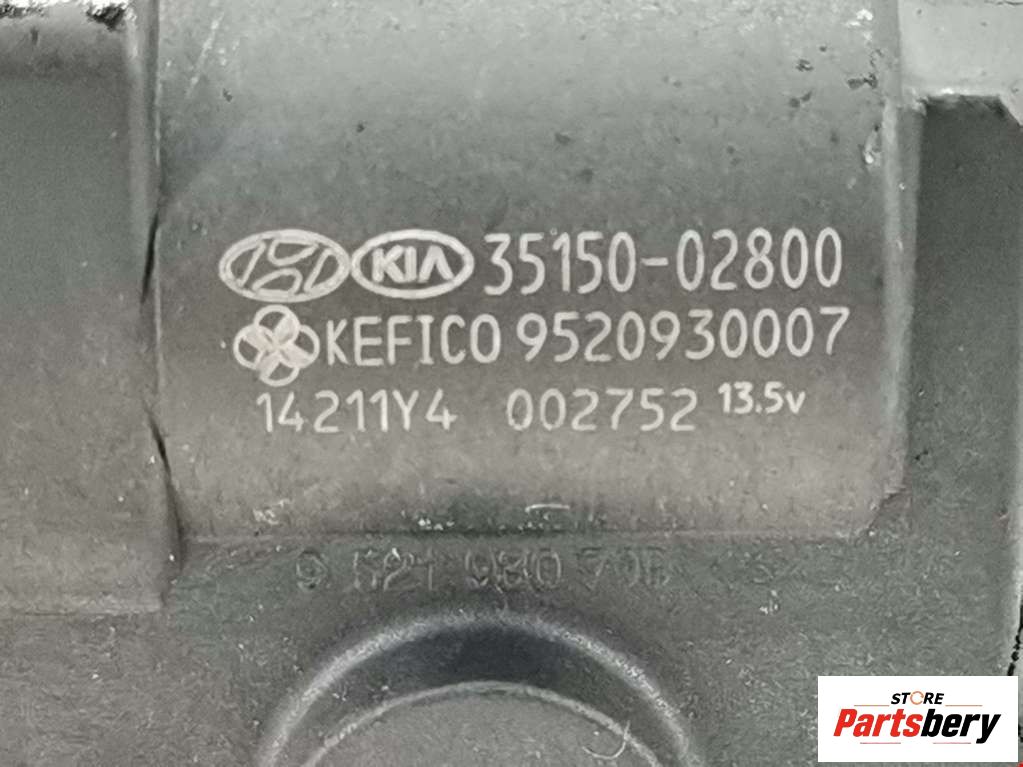 KIA 35150-02800
KEFICO 9520930007
14211Y4 002752 13.5v
STORE
Partsbery